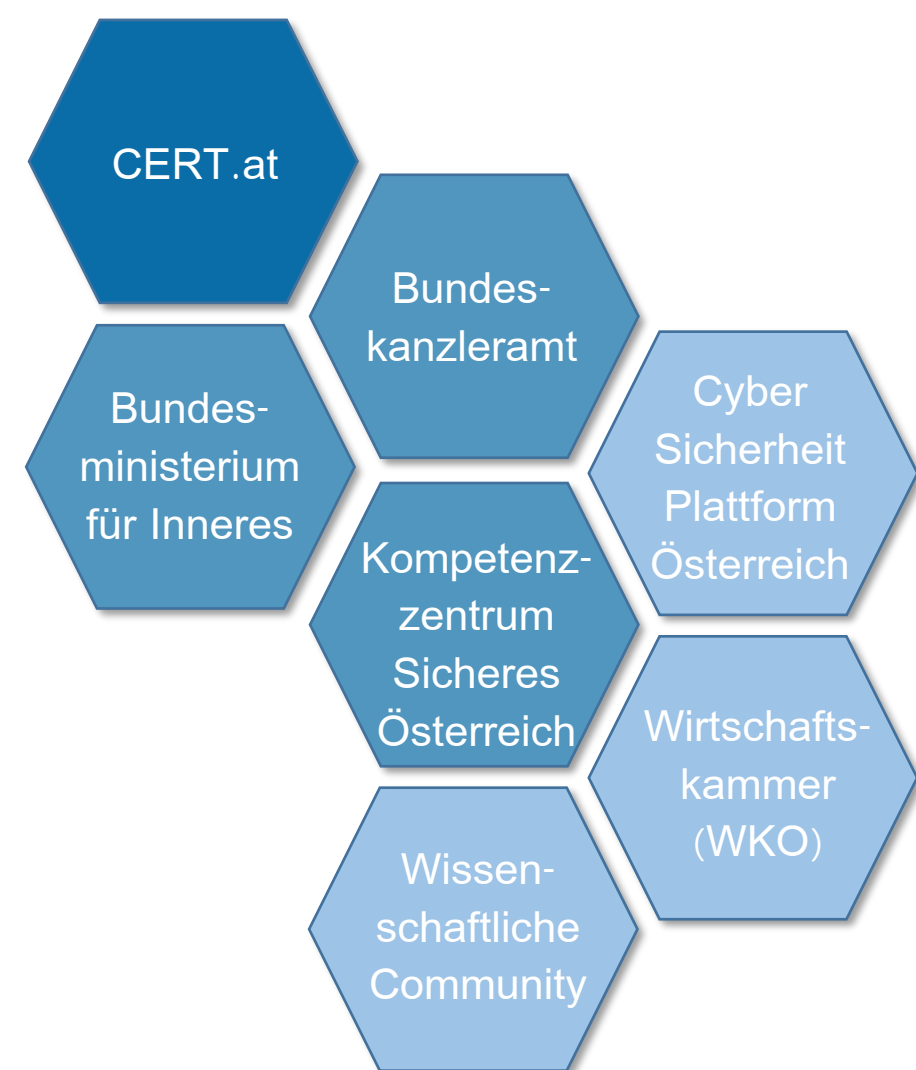 CERT.at
Bundes-
kanzleramt
Bundes-
ministerium
für Inneres
Cyber
Sicherheit
Plattform
Österreich
Kompetenz-
zentrum
Sicheres
Österreich
Wirtschafts-
kammer
(WKO)
Wissen-
schaftliche
Community